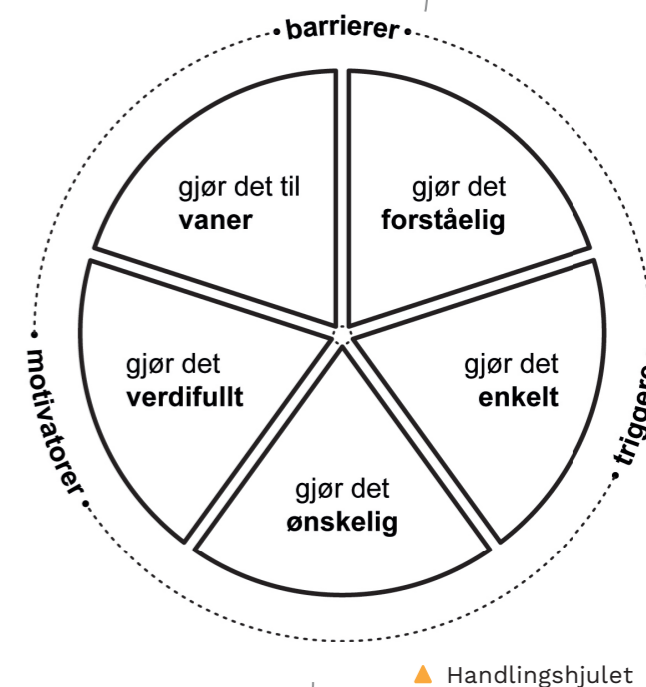 barrierer
gjør det til
vaner
gjør det
forståelig
gjør det
verdifullt
gjør det
enkelt
gjør det
ønskelig
motivatorer
triggere
Handlingshjulet